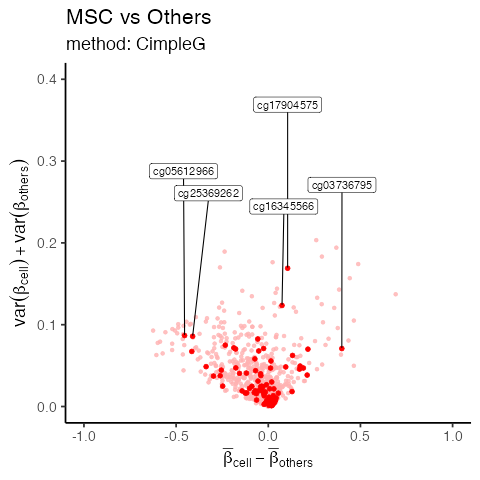 MSC vs Others
method: CimpleG
var(βcell) + var(βothers)
0.4
0.3
0.2
0.1
0.0
cg17904575
cg05612966
cg25369262
cg03736795
cg16345566
-1.0
-0.5
0.0
0.5
1.0
β̅cell − β̅others